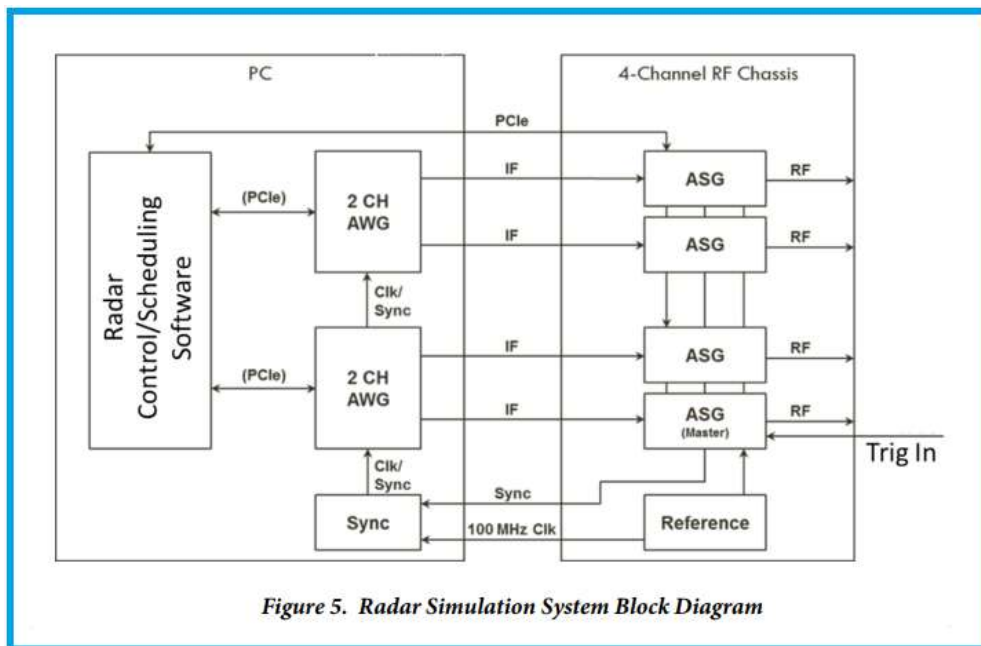 PC
4-Channel RF Chassis
PCIe
Radar
Control/Scheduling
Software
(PCIe)
2 CH
AWG
IF
ASG
RF
IF
ASG
RF
Clk/
Sync
(PCIe)
2 CH
AWG
IF
ASG
RF
IF
ASG
(Master)
RF
Trig In
Clk/
Sync
Sync
Sync
100 MHz Clk
Reference
Figure 5. Radar Simulation System Block Diagram